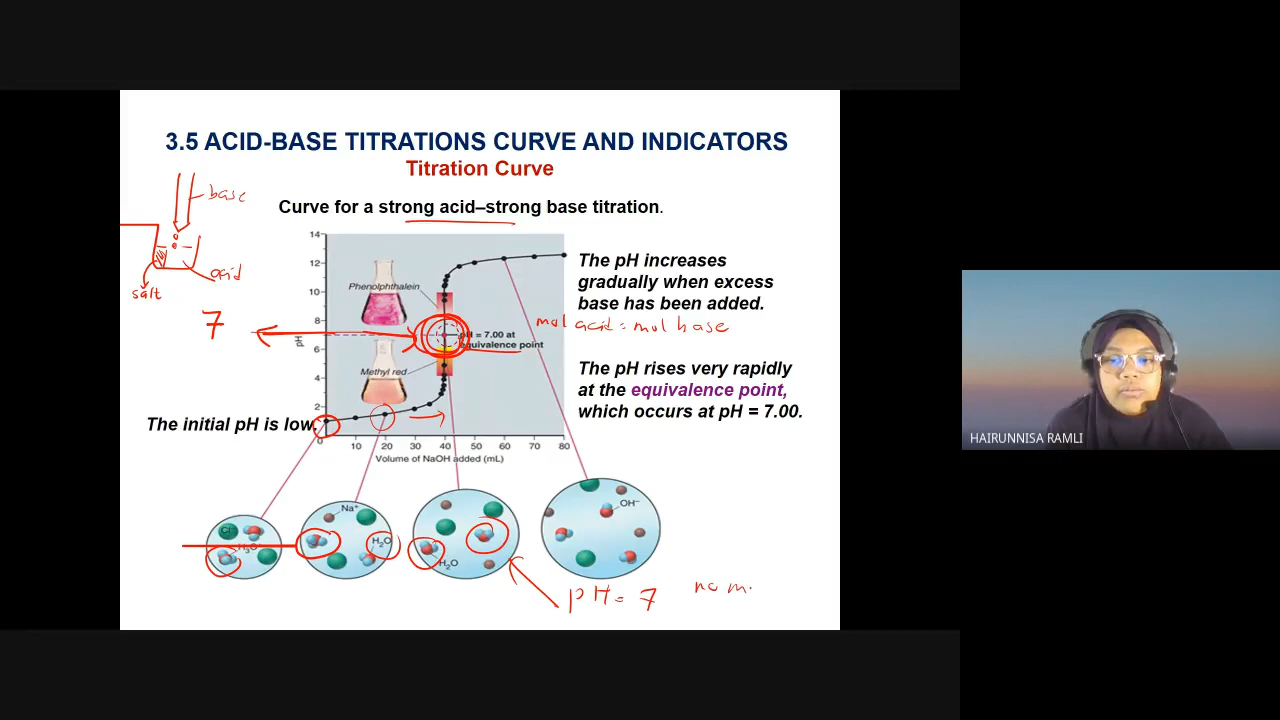 3.5 ACID-BASE TITRATIONS CURVE AND INDICATORS
Titration Curve
base
Curve for a strong acid–strong base titration.
acid
salt
7
14
12
10
8
6
4
2
0
pH
Phenolphthalein
pH = 7.00 at
equivalence point
Methyl red
10 20 30 40 50 60 70 80
Volume of NaOH added (mL)
The pH increases
gradually when excess
base has been added.
mol acid = mol base
The pH rises very rapidly
at the equivalence point,
which occurs at pH = 7.00.
The initial pH is low.
Cl⁻
H₃O⁺
Na⁺
H₂O
H₂O
OH⁻
pH = 7
no m.
HAIRUNNISA RAMLI